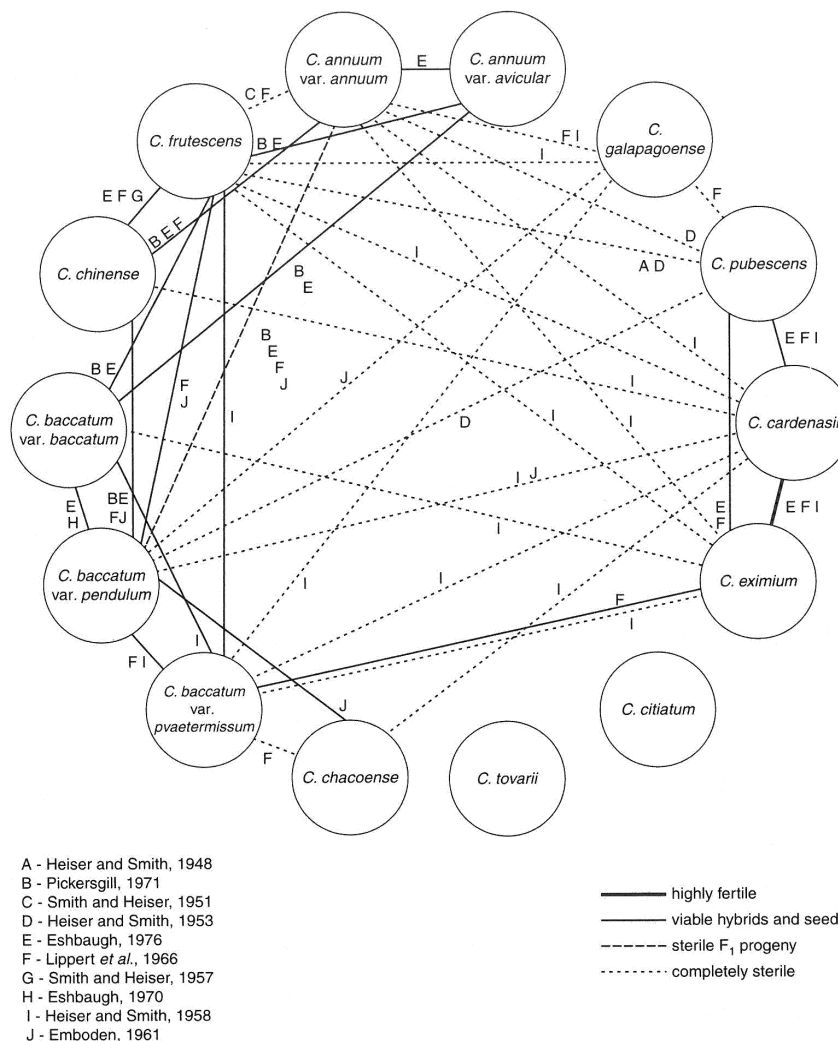 C. annuum
var. annuum
E
C. annuum
var. avicular
C F
C. frutescens
B E
F I
I
C.
galapagoense
F
E F G
B E F
D
A D
C. pubescens
C. chinense
I
B
E
I
E F I
B E
B
E
F
J
F
J
J
I
I
C. baccatum
var. baccatum
I
D
I
I
C. cardenasii
E
H
BE
FJ
I J
E
F
E F I
I
C. baccatum
var. pendulum
I
I
I
F
I
C. eximium
F I
I
C. baccatum
var.
pvaetermissum
J
F
C. chacoense
C. tovarii
C. citiatum
A - Heiser and Smith, 1948
B - Pickersgill, 1971
C - Smith and Heiser, 1951
D - Heiser and Smith, 1953
E - Eshbaugh, 1976
F - Lippert et al., 1966
G - Smith and Heiser, 1957
H - Eshbaugh, 1970
I - Heiser and Smith, 1958
J - Emboden, 1961
highly fertile
viable hybrids and seed
sterile F₁ progeny
completely sterile